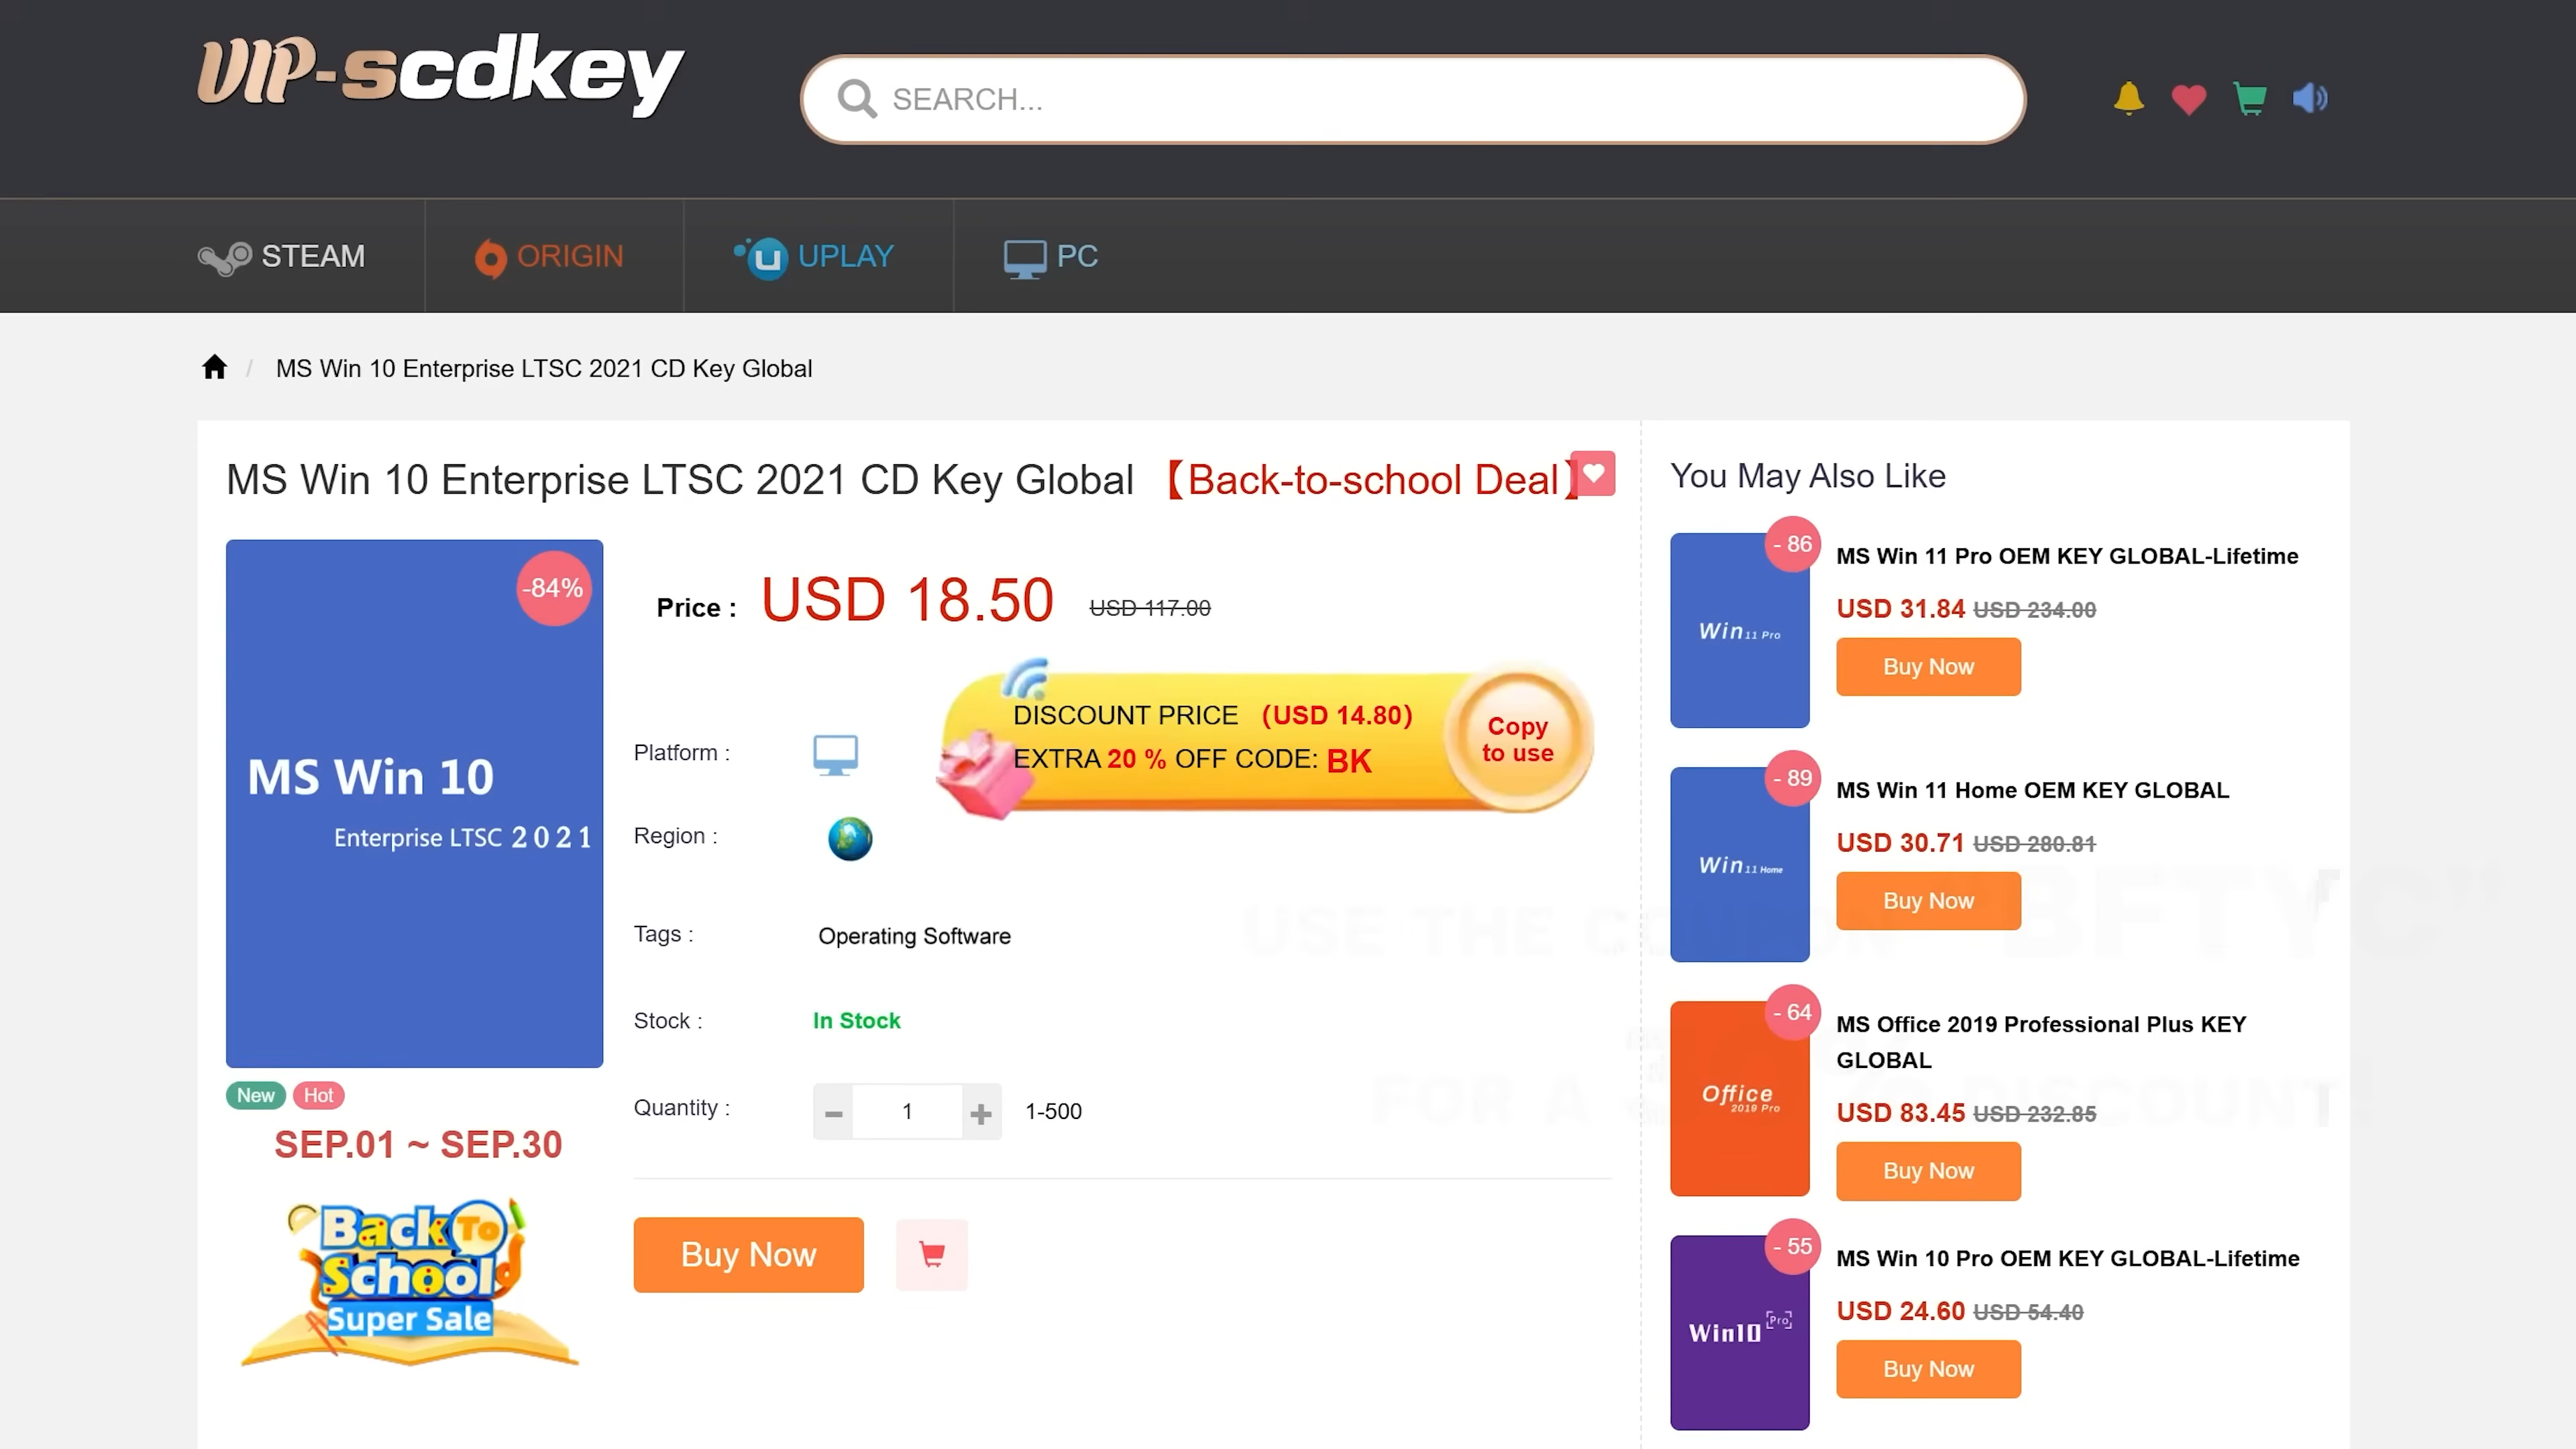 VIP-scdkey
SEARCH...
STEAM
ORIGIN
UPLAY
PC
/ MS Win 10 Enterprise LTSC 2021 CD Key Global
MS Win 10 Enterprise LTSC 2021 CD Key Global 【Back-to-school Deal】
-84%
MS Win 10
Enterprise LTSC 2021
New
Hot
SEP.01 ~ SEP.30
Back To
School
Super Sale
Price : USD 18.50 USD 117.00
DISCOUNT PRICE (USD 14.80)
EXTRA 20 % OFF CODE: BK
Copy
to use
Platform :
Region :
Tags : Operating Software
Stock : In Stock
Quantity : - 1 + 1-500
Buy Now
USE THE COUPON "BFTYC"
FOR A
DISCOUNT!
You May Also Like
- 86
Win 11 Pro
MS Win 11 Pro OEM KEY GLOBAL-Lifetime
USD 31.84 USD 234.00
Buy Now
- 89
Win 11 Home
MS Win 11 Home OEM KEY GLOBAL
USD 30.71 USD 280.81
Buy Now
- 64
Office
2019 Pro
MS Office 2019 Professional Plus KEY
GLOBAL
USD 83.45 USD 232.85
Buy Now
- 55
Win10 Pro
MS Win 10 Pro OEM KEY GLOBAL-Lifetime
USD 24.60 USD 54.40
Buy Now